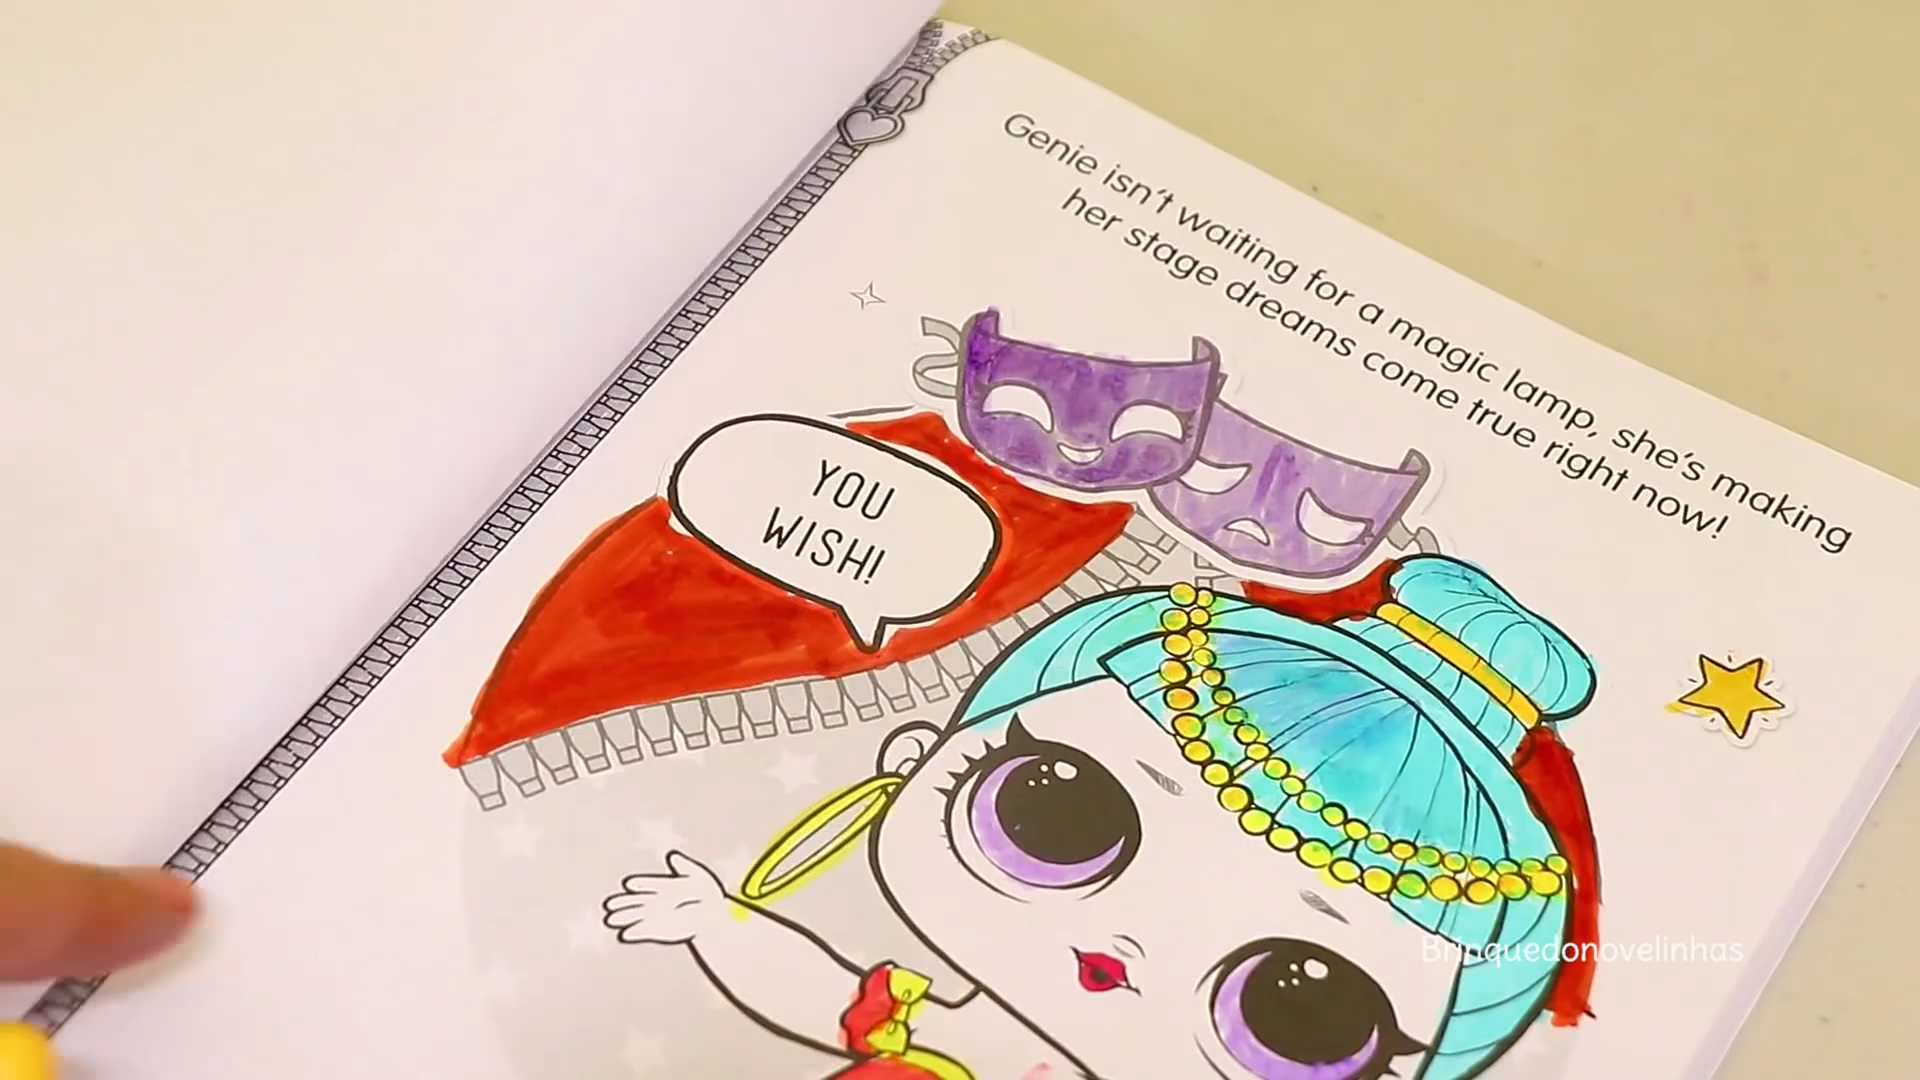 Genie isn't waiting for a magic lamp, she's making
her stage dreams come true right now!
YOU
WISH!
Brinquedonovelinhas